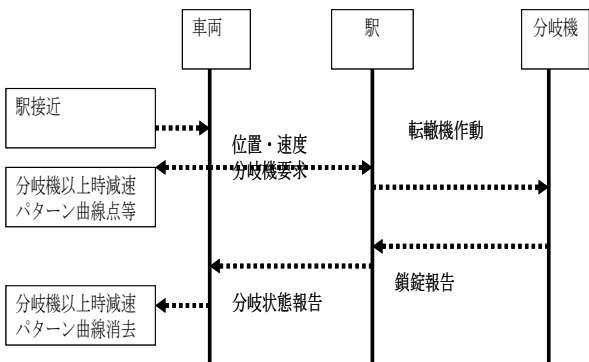 車両
駅
分岐機
駅接近
位置・速度
分岐機要求
転轍機作動
分岐機以上時減速
パターン曲線点等
鎖錠報告
分岐状態報告
分岐機以上時減速
パターン曲線消去